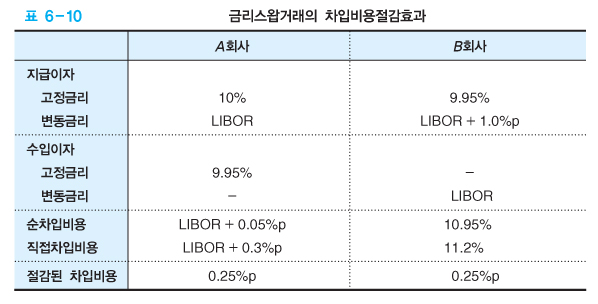 표 6-10 금리스왑거래의 차입비용절감효과
A회사 B회사
지급이자
고정금리 10% 9.95%
변동금리 LIBOR LIBOR + 1.0%p
수입이자
고정금리 9.95% –
변동금리 – LIBOR
순차입비용 LIBOR + 0.05%p 10.95%
직접차입비용 LIBOR + 0.3%p 11.2%
절감된 차입비용 0.25%p 0.25%p